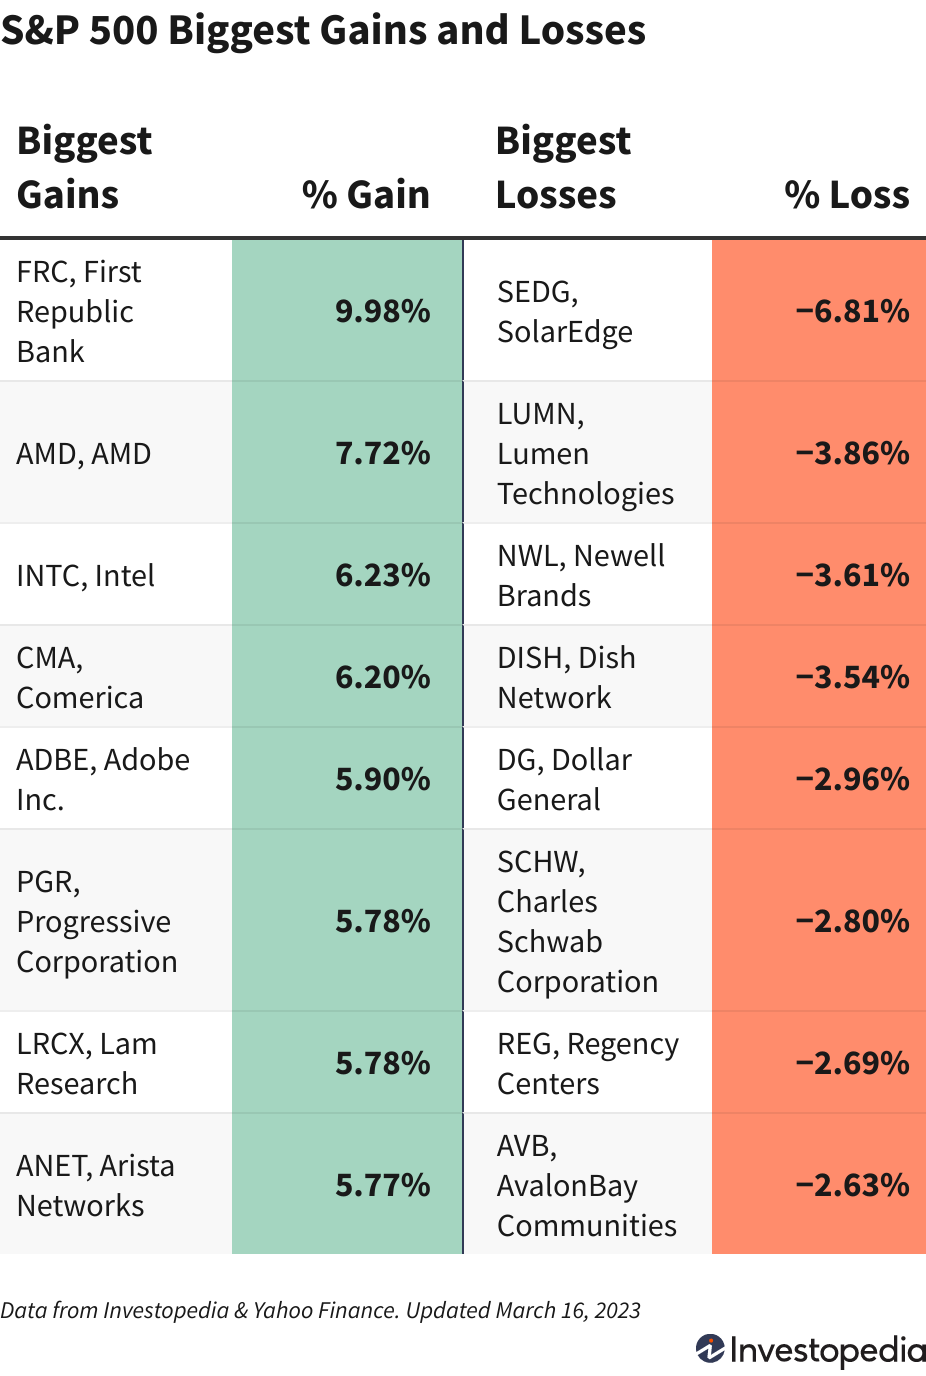 S&P 500 Biggest Gains and Losses
Biggest
Gains
% Gain
Biggest
Losses
% Loss
FRC, First
Republic
Bank
9.98%
SEDG,
SolarEdge
−6.81%
AMD, AMD
7.72%
LUMN,
Lumen
Technologies
−3.86%
INTC, Intel
6.23%
NWL, Newell
Brands
−3.61%
CMA,
Comerica
6.20%
DISH, Dish
Network
−3.54%
ADBE, Adobe
Inc.
5.90%
DG, Dollar
General
−2.96%
PGR,
Progressive
Corporation
5.78%
SCHW,
Charles
Schwab
Corporation
−2.80%
LRCX, Lam
Research
5.78%
REG, Regency
Centers
−2.69%
ANET, Arista
Networks
5.77%
AVB,
AvalonBay
Communities
−2.63%
Data from Investopedia & Yahoo Finance. Updated March 16, 2023
Investopedia